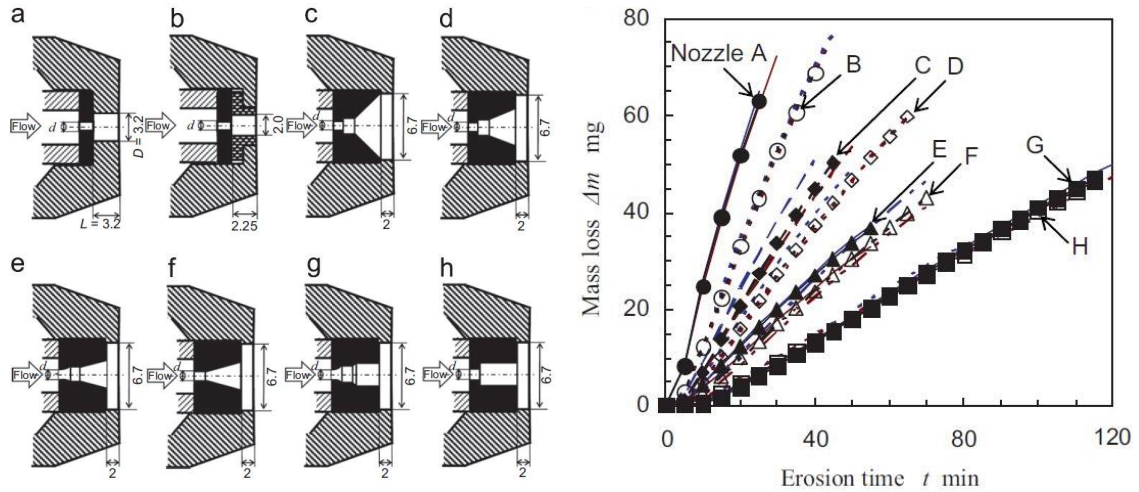 a
b
c
d
Flow
d
D = 3.2
L = 3.2
Flow
d
2.0
2.25
Flow
d
6.7
2
Flow
d
6.7
2
e
f
g
h
Flow
d
6.7
2
Flow
d
6.7
2
Flow
d
6.7
2
Flow
d
6.7
2
Mass loss Δm mg
80
60
40
20
0
Nozzle A
B
C
D
E
F
G
H
0
40
80
120
Erosion time t min